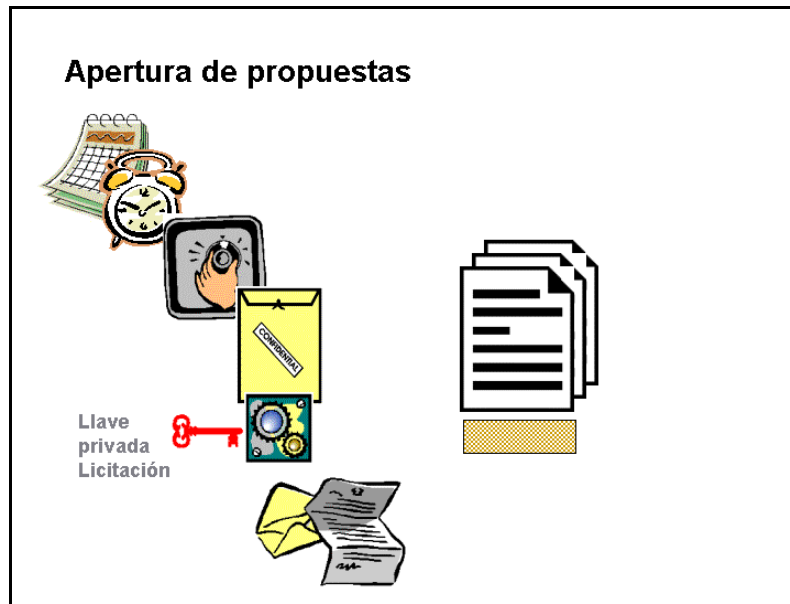 Apertura de propuestas
CONFIDENTIAL
Llave
privada
Licitación